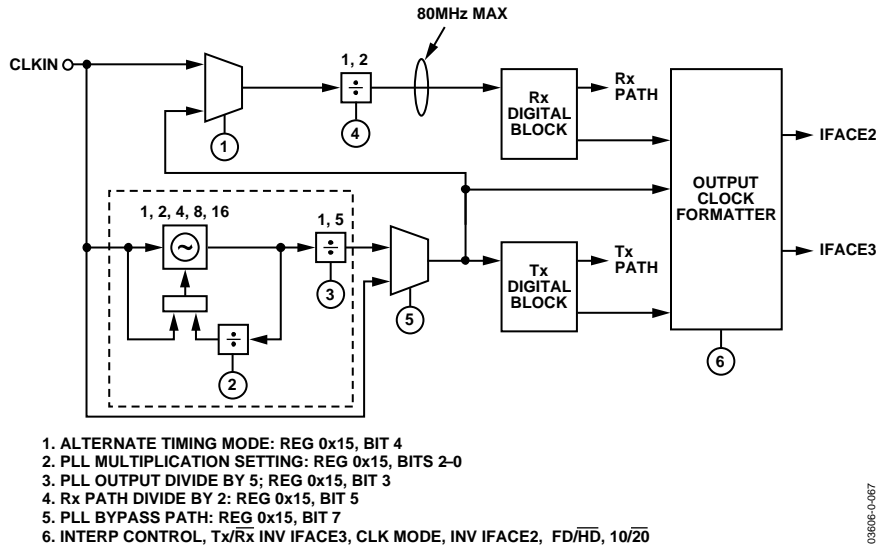 80MHz MAX
CLKIN
1, 2
÷
4
1
Rx
DIGITAL
BLOCK
Rx
PATH
IFACE2
OUTPUT
CLOCK
FORMATTER
IFACE3
1, 2, 4, 8, 16
~
1, 5
÷
3
÷
2
5
Tx
DIGITAL
BLOCK
Tx
PATH
6
1. ALTERNATE TIMING MODE: REG 0x15, BIT 4
2. PLL MULTIPLICATION SETTING: REG 0x15, BITS 2–0
3. PLL OUTPUT DIVIDE BY 5; REG 0x15, BIT 3
4. Rx PATH DIVIDE BY 2: REG 0x15, BIT 5
5. PLL BYPASS PATH: REG 0x15, BIT 7
6. INTERP CONTROL, Tx/R̅x̅ INV IFACE3, CLK MODE, INV IFACE2, FD/H̅D̅, 10/2̅0̅
03606-0-067